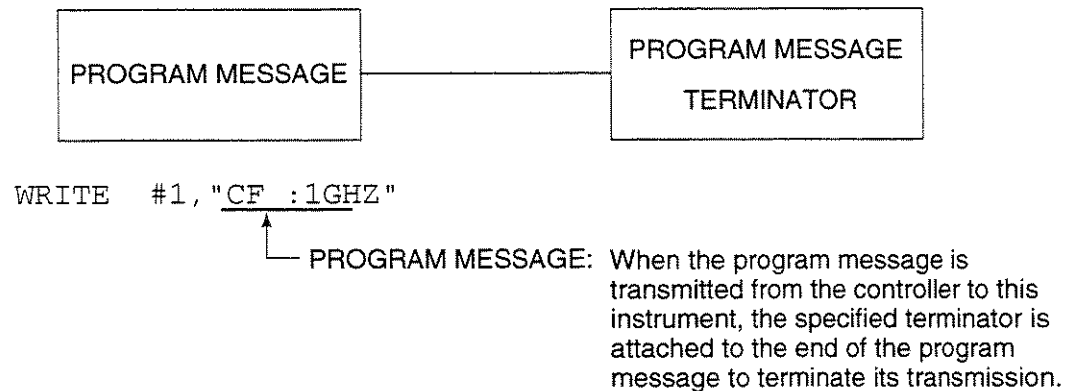 PROGRAM MESSAGE
PROGRAM MESSAGE
TERMINATOR
WRITE #1,"CF :1GHZ"
PROGRAM MESSAGE: When the program message is
transmitted from the controller to this
instrument, the specified terminator is
attached to the end of the program
message to terminate its transmission.